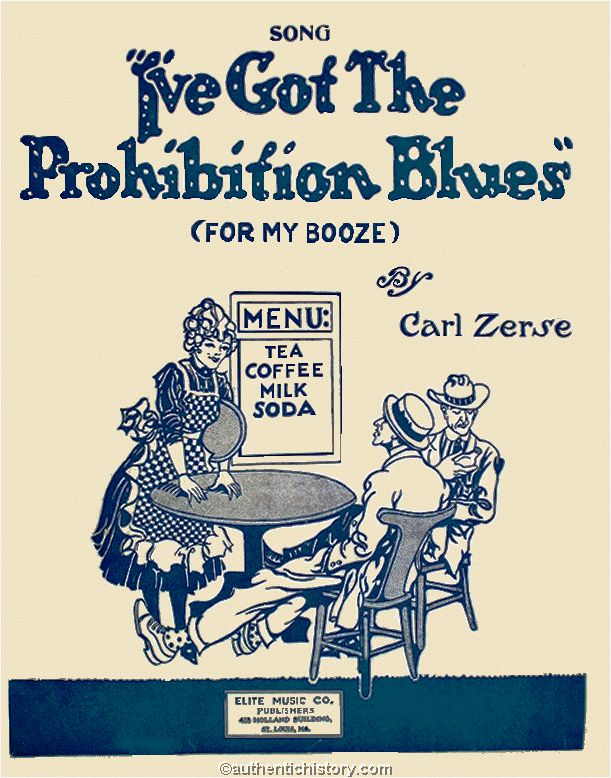 SONG
"I've Got The
Prohibition Blues"
(FOR MY BOOZE)
By
Carl Zerse
MENU:
TEA
COFFEE
MILK
SODA
ELITE MUSIC CO.
PUBLISHERS
HOLLAND BUILDING,
ST. LOUIS, MO.
©authentichistory.com